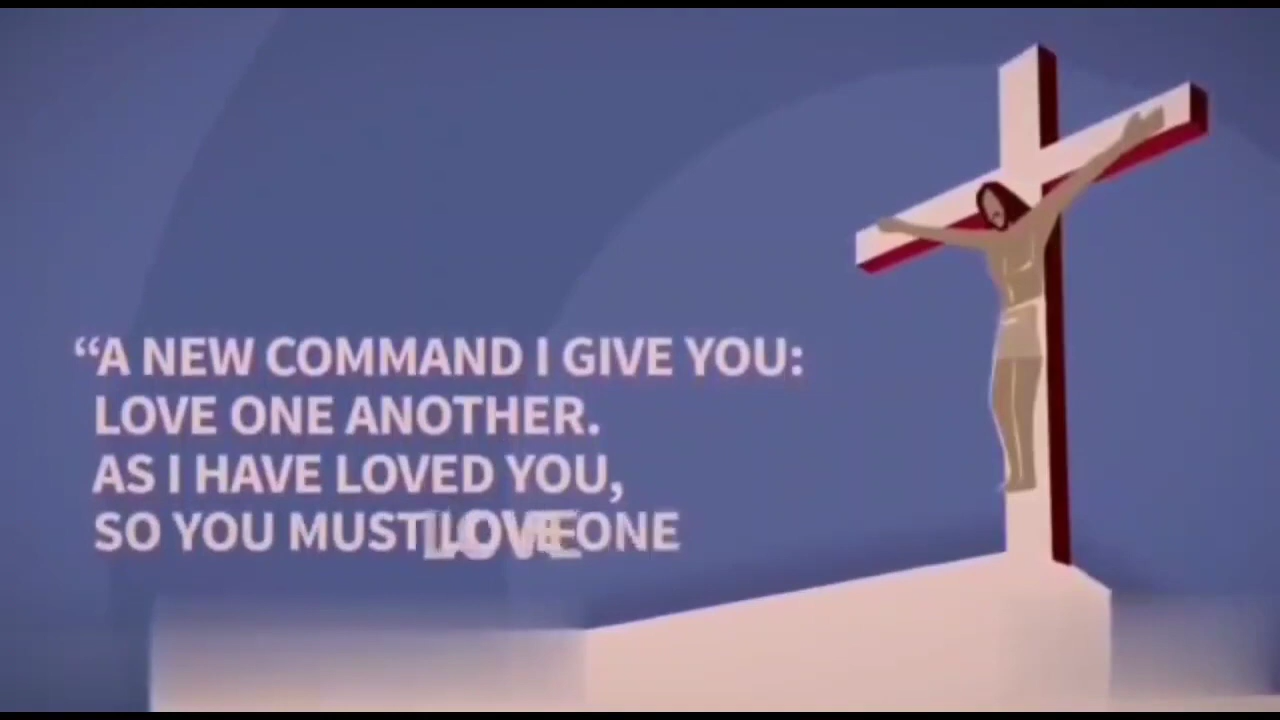 “A NEW COMMAND I GIVE YOU:
LOVE ONE ANOTHER.
AS I HAVE LOVED YOU,
SO YOU MUST LOVE ONE